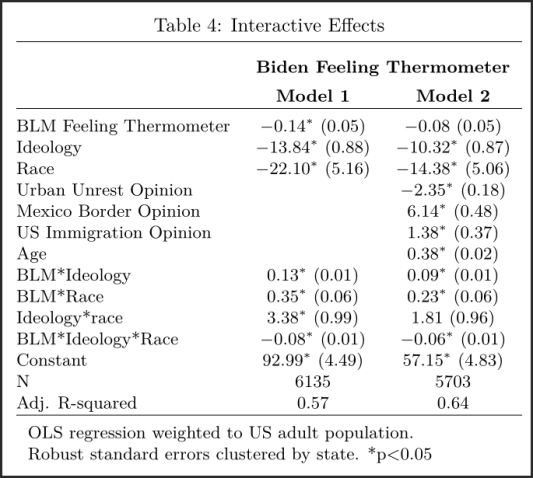 Table 4: Interactive Effects
Biden Feeling Thermometer
Model 1 Model 2
BLM Feeling Thermometer −0.14* (0.05) −0.08 (0.05)
Ideology −13.84* (0.88) −10.32* (0.87)
Race −22.10* (5.16) −14.38* (5.06)
Urban Unrest Opinion −2.35* (0.18)
Mexico Border Opinion 6.14* (0.48)
US Immigration Opinion 1.38* (0.37)
Age 0.38* (0.02)
BLM*Ideology 0.13* (0.01) 0.09* (0.01)
BLM*Race 0.35* (0.06) 0.23* (0.06)
Ideology*race 3.38* (0.99) 1.81 (0.96)
BLM*Ideology*Race −0.08* (0.01) −0.06* (0.01)
Constant 92.99* (4.49) 57.15* (4.83)
N 6135 5703
Adj. R-squared 0.57 0.64
OLS regression weighted to US adult population.
Robust standard errors clustered by state. *p<0.05